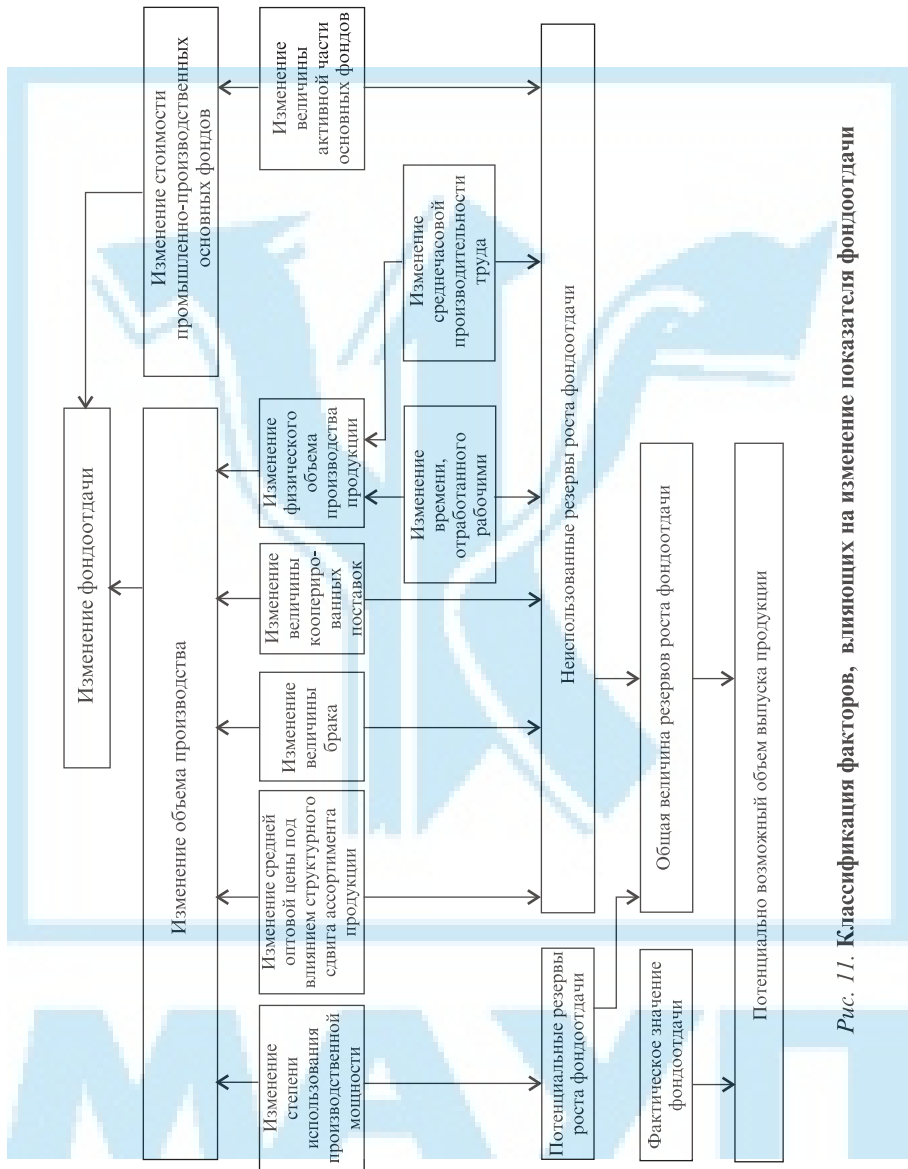 Изменение фондоотдачи
Изменение объема производства
Изменение стоимости
промышленно-производственных
основных фондов
Изменение
степени
использования
производственной
мощности
Изменение средней
оптовой цены под
влиянием структурного
сдвига ассортимента
продукции
Изменение
величины
брака
Изменение
величины
коопериро-
ванных
поставок
Изменение
физического
объема
производства
продукции
Изменение
величины
активной части
основных фондов
Изменение
времени,
отработанного
рабочими
Изменение
среднечасовой
производительности
труда
Потенциальные резервы
роста фондоотдачи
Неиспользованные резервы роста фондоотдачи
Фактическое значение
фондоотдачи
Общая величина резервов роста фондоотдачи
Потенциально возможный объем выпуска продукции
Рис. 11. Классификация факторов, влияющих на изменение показателя фондоотдачи
МАУП